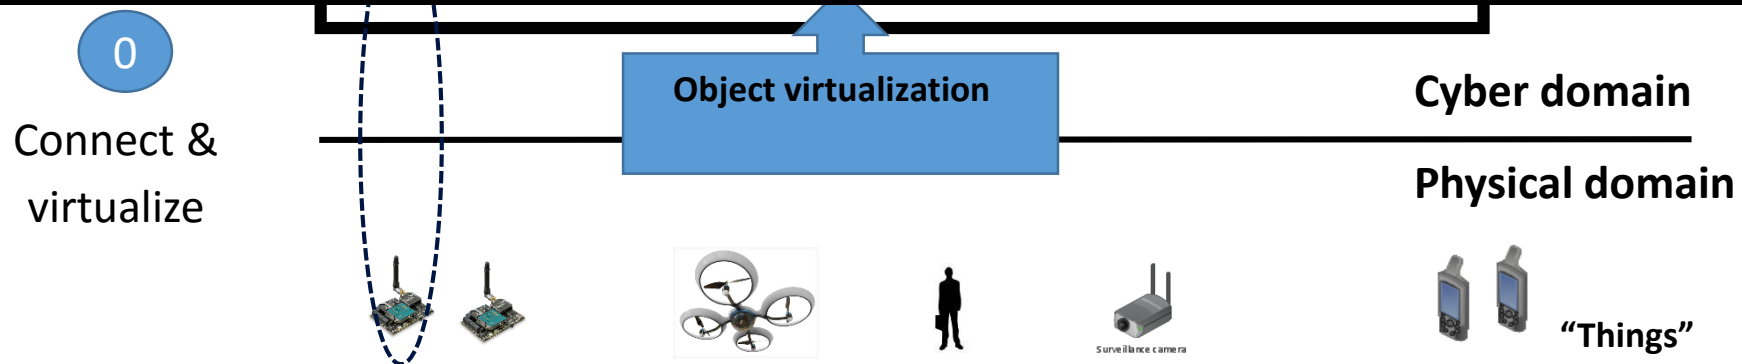 0
Connect &
virtualize
Object virtualization
Cyber domain
Physical domain
Surveillance camera
“Things”